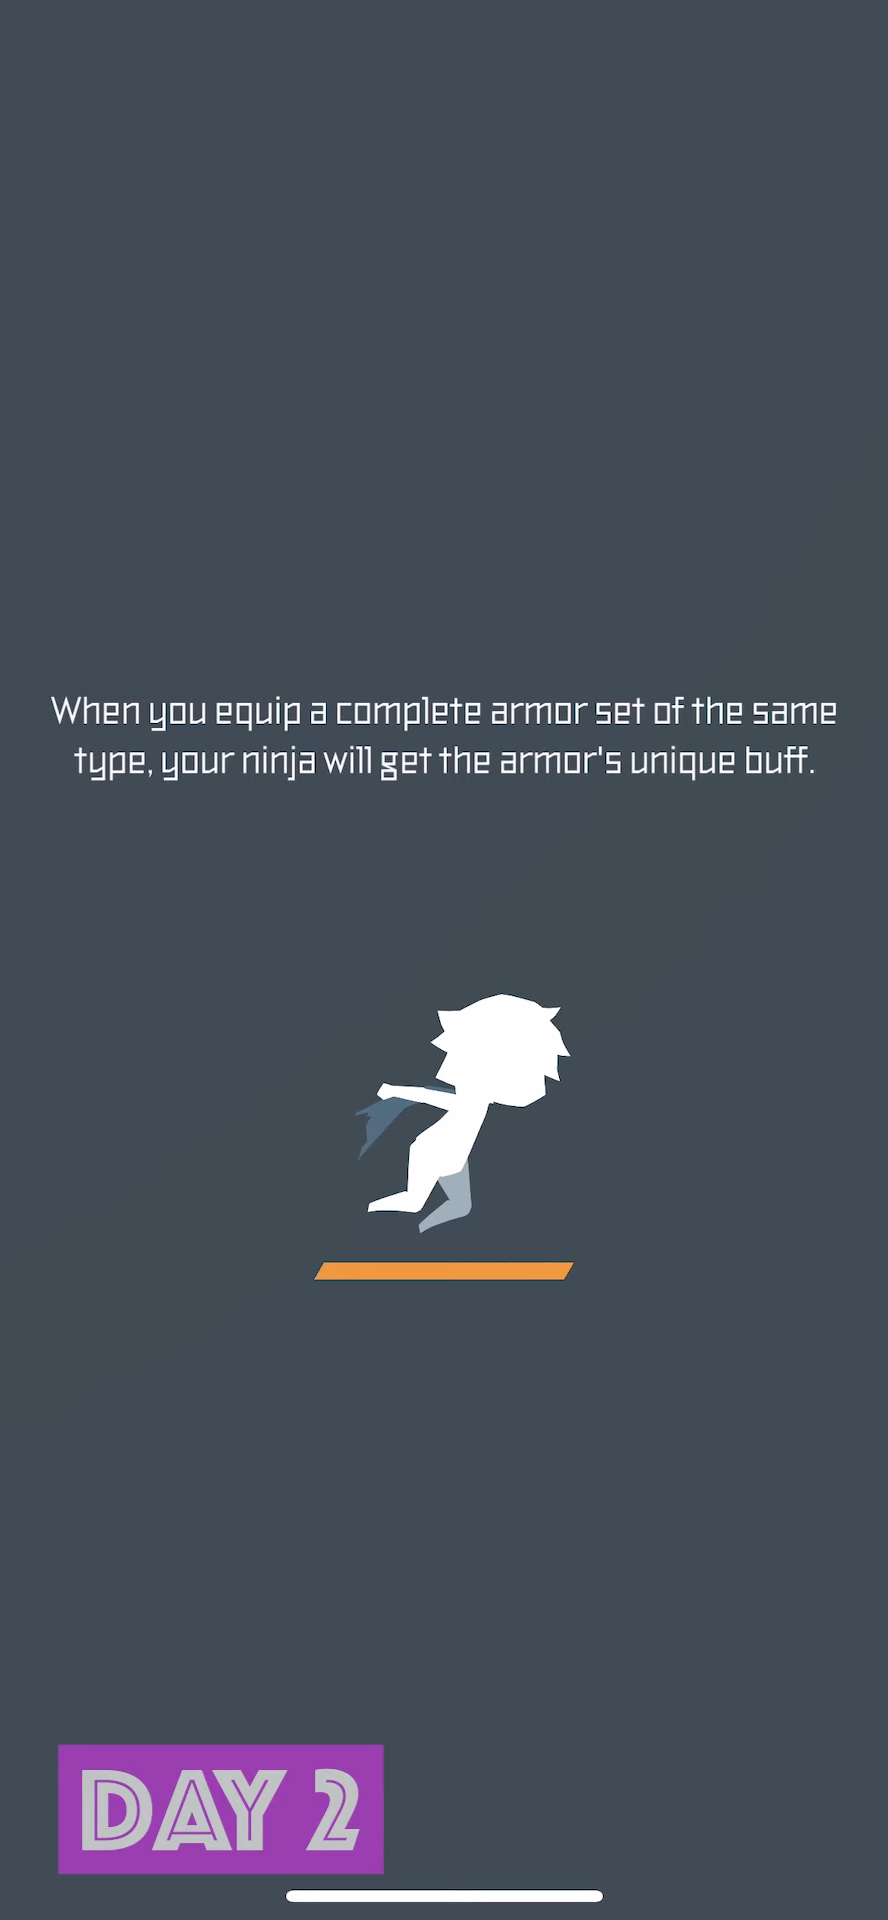 When you equip a complete armor set of the same
type, your ninja will get the armor's unique buff.
DAY 2